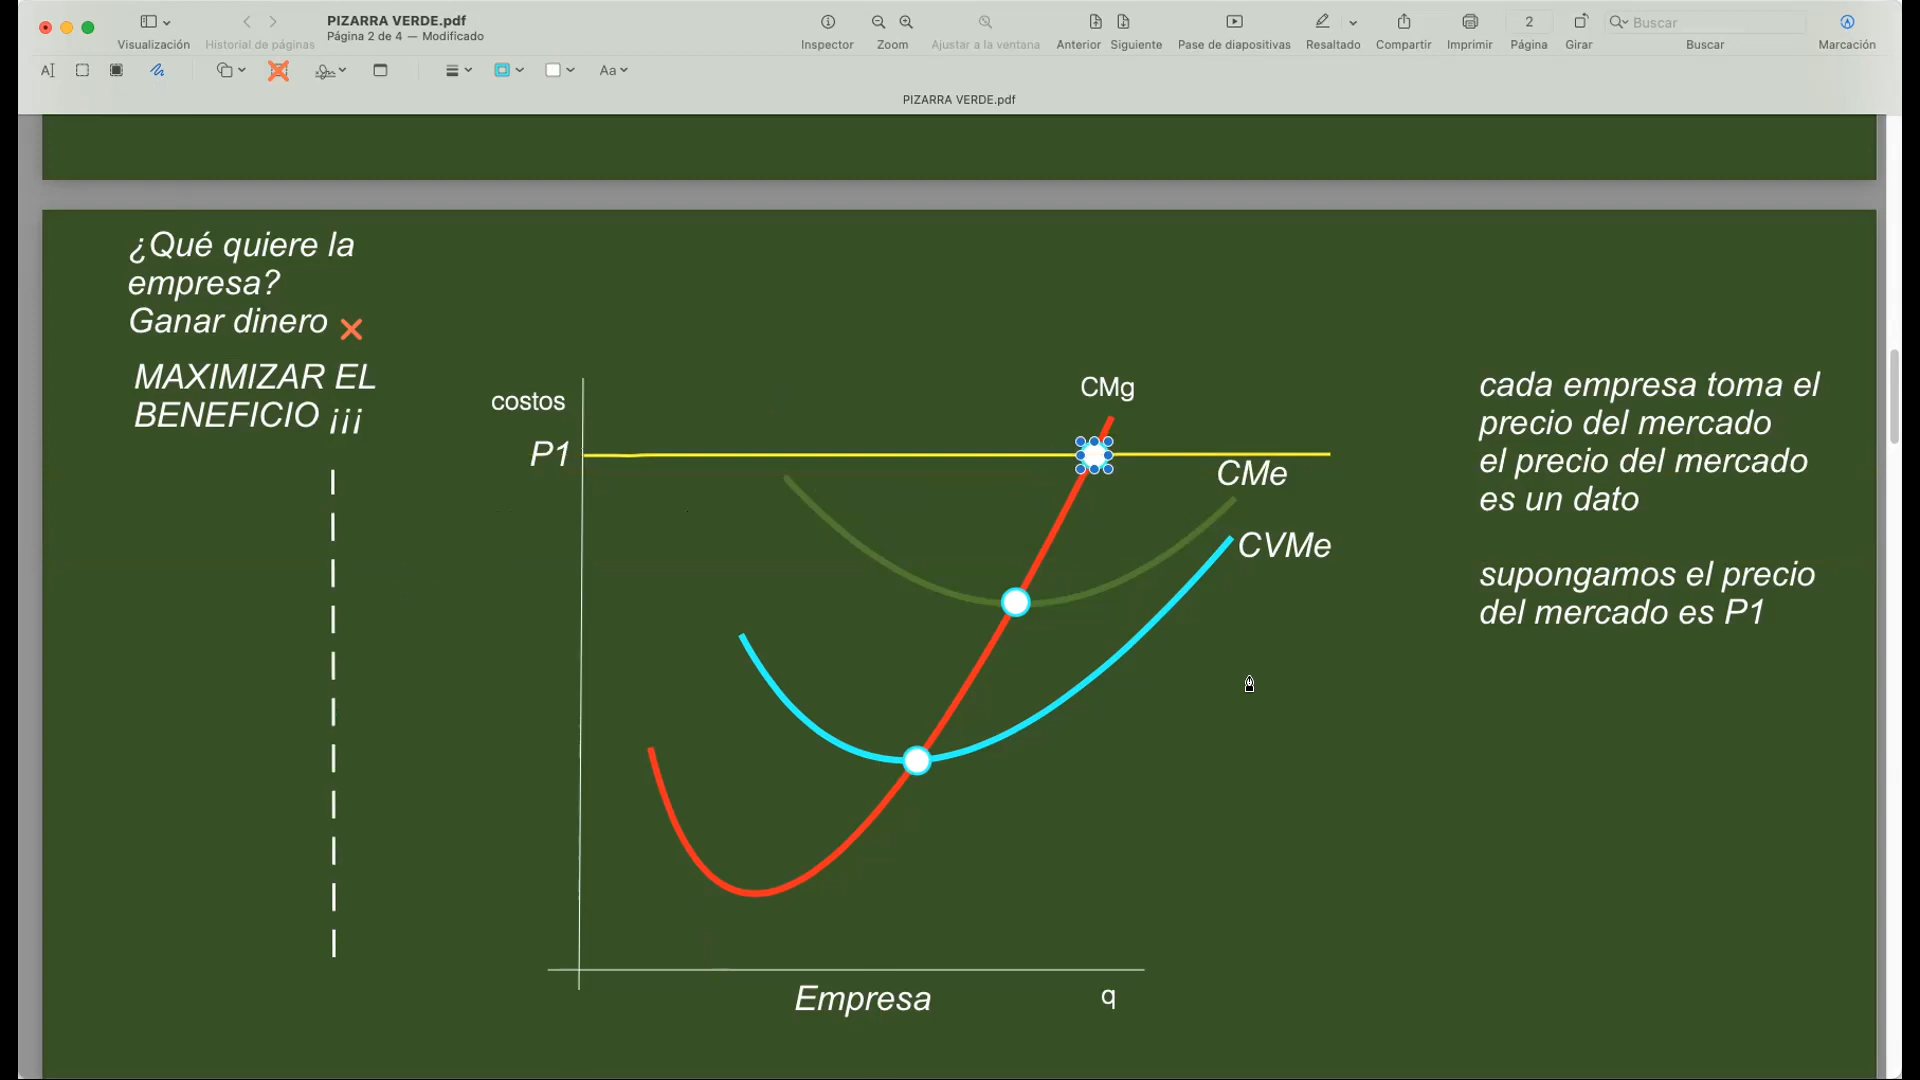 PIZARRA VERDE.pdf
Página 2 de 4 — Modificado
Visualización
Historial de páginas
Inspector
Zoom
Ajustar a la ventana
Anterior
Siguiente
Pase de diapositivas
Resaltado
Compartir
Imprimir
2
Página
Girar
Buscar
Buscar
Marcación
Aa
PIZARRA VERDE.pdf
¿Qué quiere la
empresa?
Ganar dinero
MAXIMIZAR EL
BENEFICIO ¡¡¡
costos
P1
CMg
CMe
CVMe
Empresa
q
cada empresa toma el
precio del mercado
el precio del mercado
es un dato
supongamos el precio
del mercado es P1